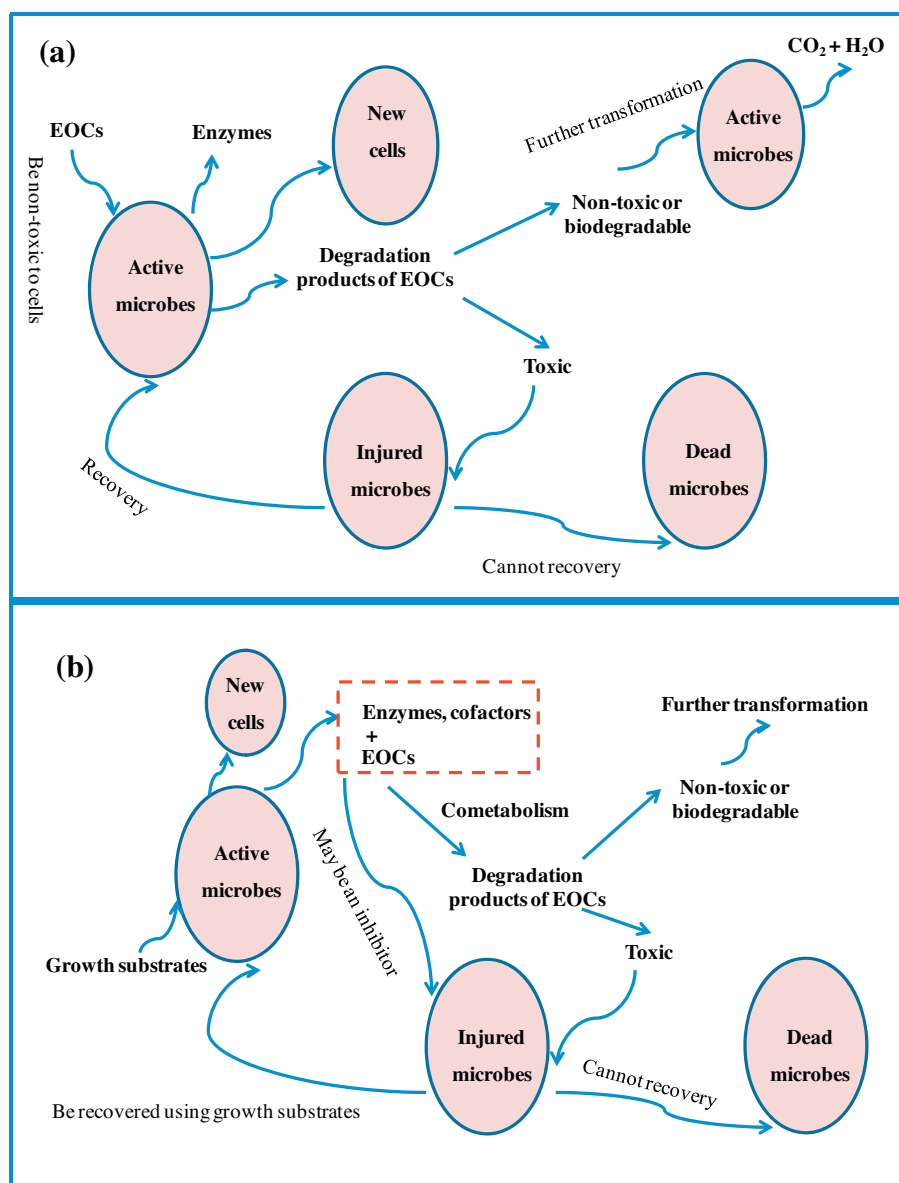 (a)
CO₂ + H₂O
EOCs
Enzymes
New
cells
Further transformation
Active
microbes
Be non-toxic to cells
Non-toxic or
biodegradable
Active
microbes
Degradation
products of EOCs
Toxic
Injured
microbes
Dead
microbes
Recovery
Cannot recovery
(b)
New
cells
Enzymes, cofactors
+
EOCs
Further transformation
Cometabolism
Non-toxic or
biodegradable
Active
microbes
May be an inhibitor
Degradation
products of EOCs
Growth substrates
Toxic
Injured
microbes
Dead
microbes
Cannot recovery
Be recovered using growth substrates